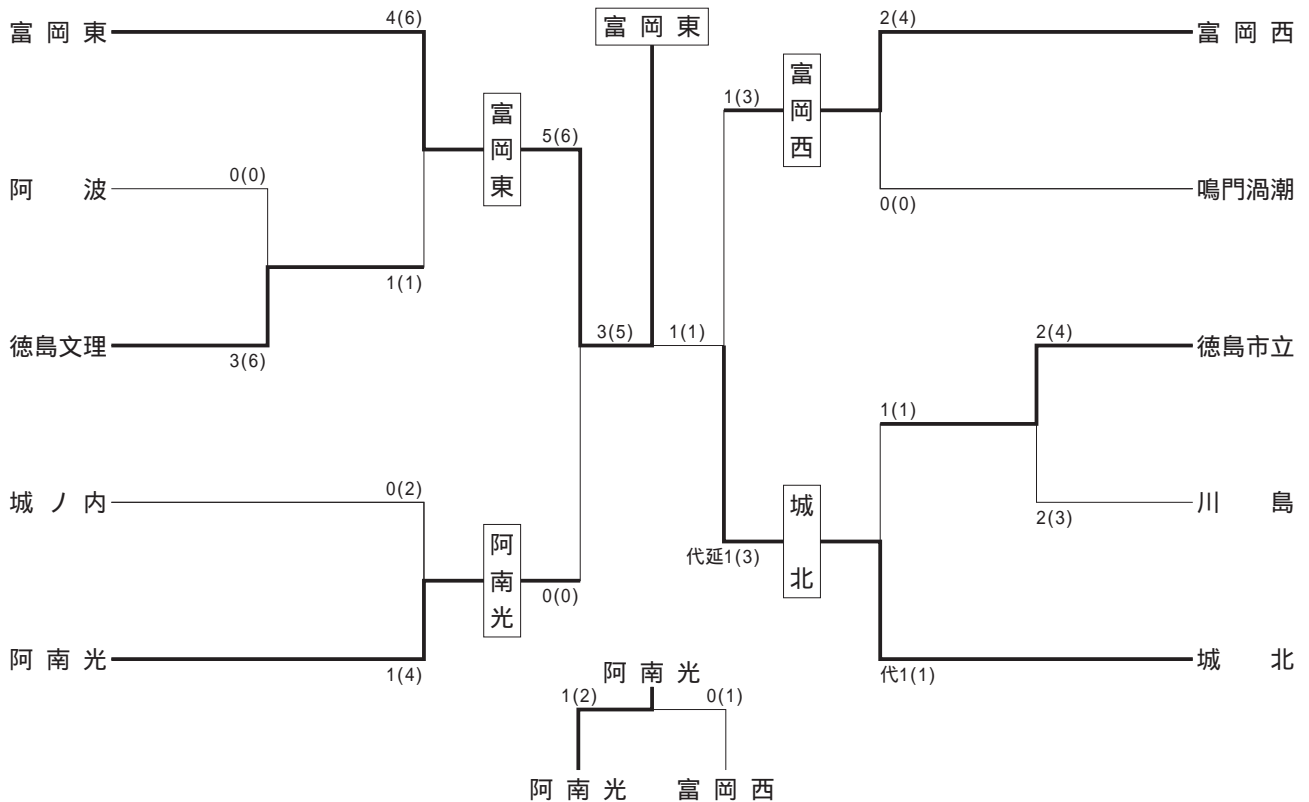 4(6)
富岡東
2(4)
富岡東
富岡西
1(3)
富岡西
富岡東
5(6)
阿波
0(0)
鳴門渦潮
0(0)
1(1)
徳島文理
3(6)
3(5)
1(1)
2(4)
徳島市立
1(1)
城ノ内
0(2)
川島
2(3)
阿南光
0(0)
代延1(3)
城北
阿南光
1(4)
代1(1)
城北
阿南光
1(2)
0(1)
阿南光
富岡西